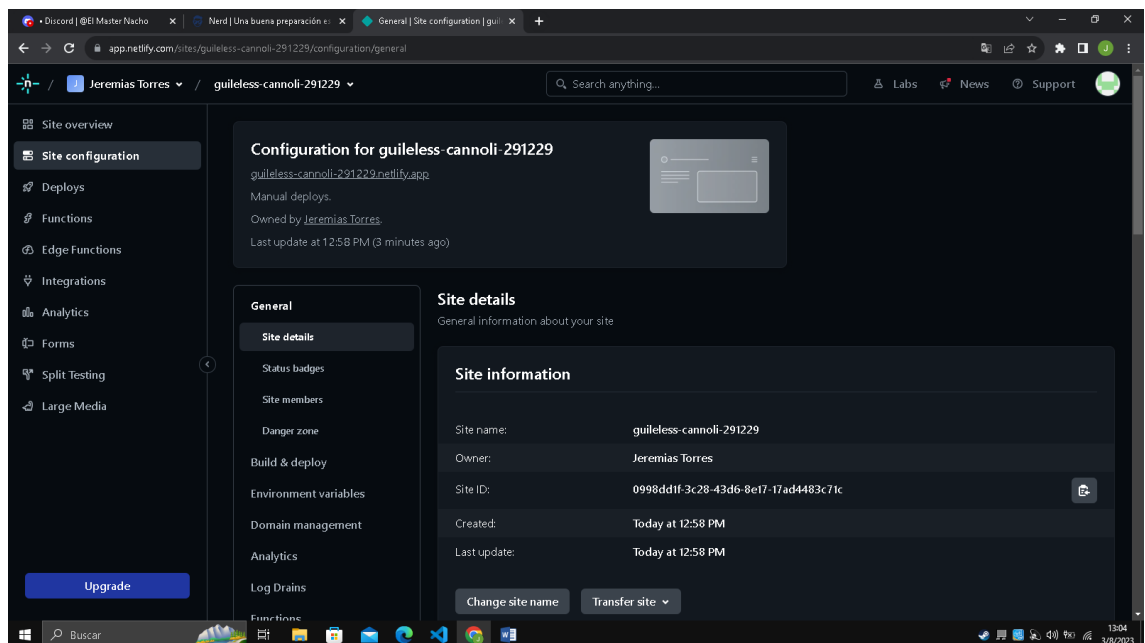 • Discord | @El Master Nacho
Nerd | Una buena preparación es
General | Site configuration | guil
app.netlify.com/sites/guileless-cannoli-291229/configuration/general
J
/ J Jeremias Torres / guileless-cannoli-291229
Search anything...
Labs
News
Support
Site overview
Site configuration
Deploys
Functions
Edge Functions
Integrations
Analytics
Forms
Split Testing
Large Media
Upgrade
Configuration for guileless-cannoli-291229
guileless-cannoli-291229.netlify.app
Manual deploys.
Owned by Jeremias Torres.
Last update at 12:58 PM (3 minutes ago)
General
Site details
Status badges
Site members
Danger zone
Build & deploy
Environment variables
Domain management
Analytics
Log Drains
Functions
Site details
General information about your site
Site information
Site name: guileless-cannoli-291229
Owner: Jeremias Torres
Site ID: 0998dd1f-3c28-43d6-8e17-17ad4483c71c
Created: Today at 12:58 PM
Last update: Today at 12:58 PM
Change site name
Transfer site
Buscar
13:04
3/8/2023